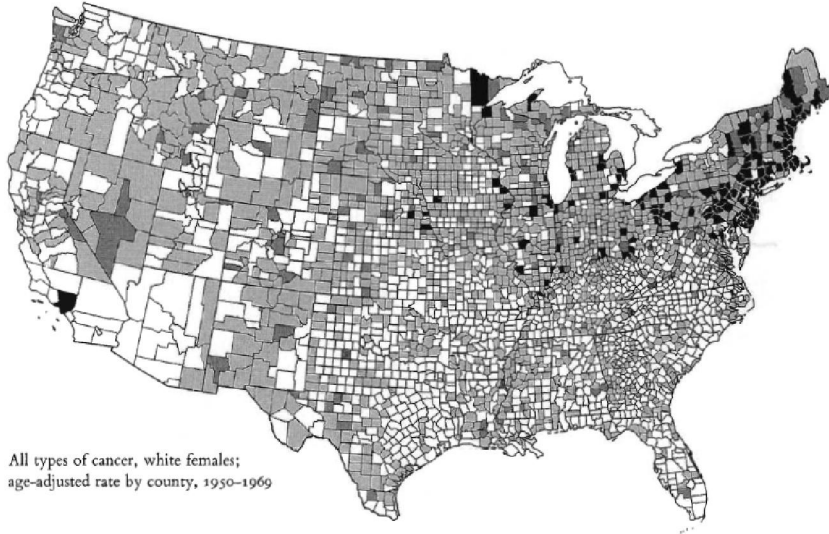 All types of cancer, white females;
age-adjusted rate by county, 1950–1969